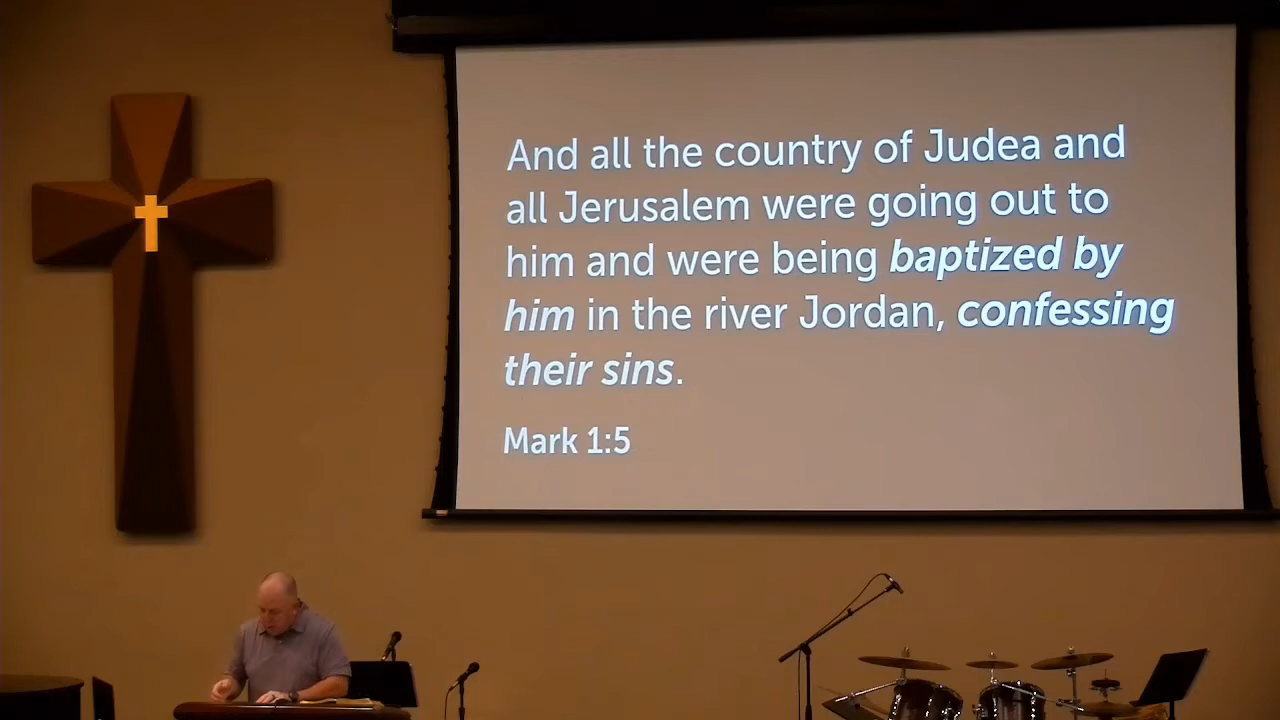 And all the country of Judea and
all Jerusalem were going out to
him and were being baptized by
him in the river Jordan, confessing
their sins.
Mark 1:5